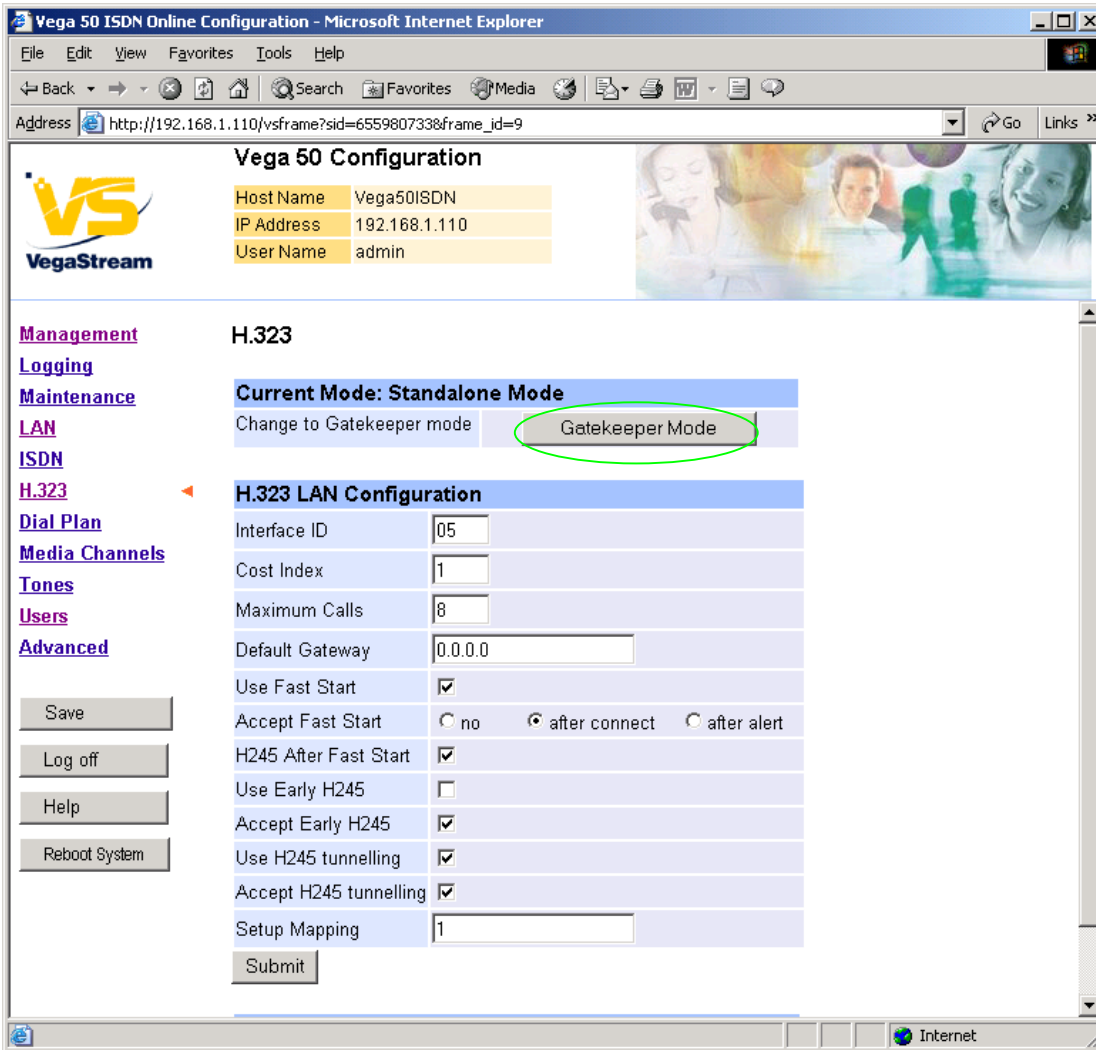 Vega 50 ISDN Online Configuration - Microsoft Internet Explorer
File Edit View Favorites Tools Help
Back Search Favorites Media
Address http://192.168.1.110/vsframe?sid=655980733&frame_id=9 Go Links »
VS
VegaStream
Vega 50 Configuration
Host Name Vega50ISDN
IP Address 192.168.1.110
User Name admin
Management
Logging
Maintenance
LAN
ISDN
H.323
Dial Plan
Media Channels
Tones
Users
Advanced
Save
Log off
Help
Reboot System
H.323
Current Mode: Standalone Mode
Change to Gatekeeper mode Gatekeeper Mode
H.323 LAN Configuration
Interface ID 05
Cost Index 1
Maximum Calls 8
Default Gateway 0.0.0.0
Use Fast Start
Accept Fast Start no after connect after alert
H245 After Fast Start
Use Early H245
Accept Early H245
Use H245 tunnelling
Accept H245 tunnelling
Setup Mapping 1
Submit
Internet